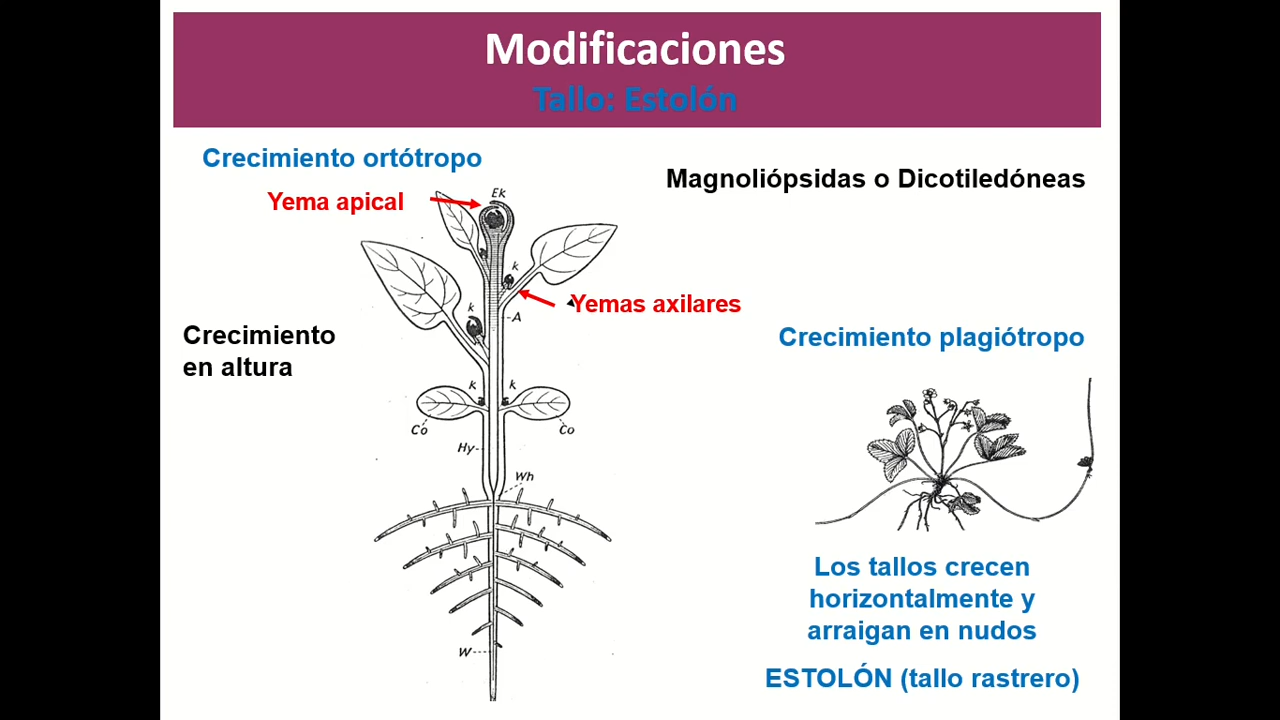 Modificaciones
Tallo: Estolón
Crecimiento ortótropo
Magnoliópsidas o Dicotiledóneas
Yema apical
Ek
k
Yemas axilares
k
A
Crecimiento
en altura
Crecimiento plagiótropo
k
k
Co
Co
Hy
Wh
W
Los tallos crecen
horizontalmente y
arraigan en nudos
ESTOLÓN (tallo rastrero)